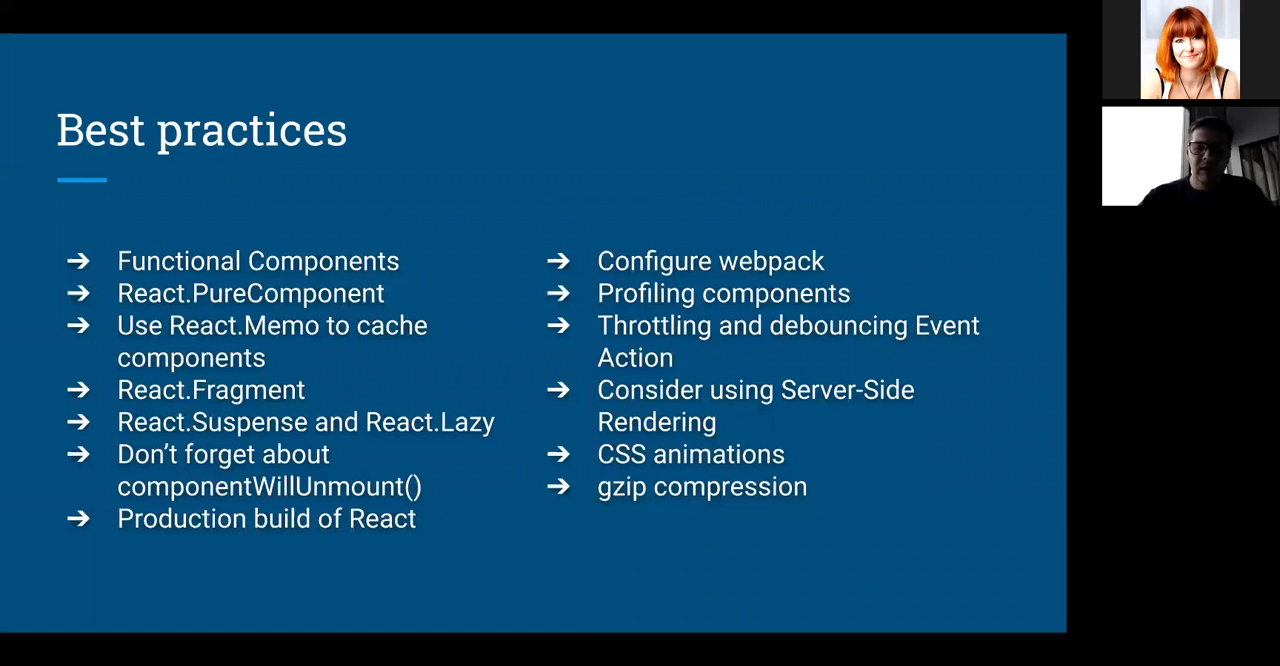 Best practices
➔ Functional Components
➔ React.PureComponent
➔ Use React.Memo to cache
components
➔ React.Fragment
➔ React.Suspense and React.Lazy
➔ Don’t forget about
componentWillUnmount()
➔ Production build of React
➔ Configure webpack
➔ Profiling components
➔ Throttling and debouncing Event
Action
➔ Consider using Server-Side
Rendering
➔ CSS animations
➔ gzip compression